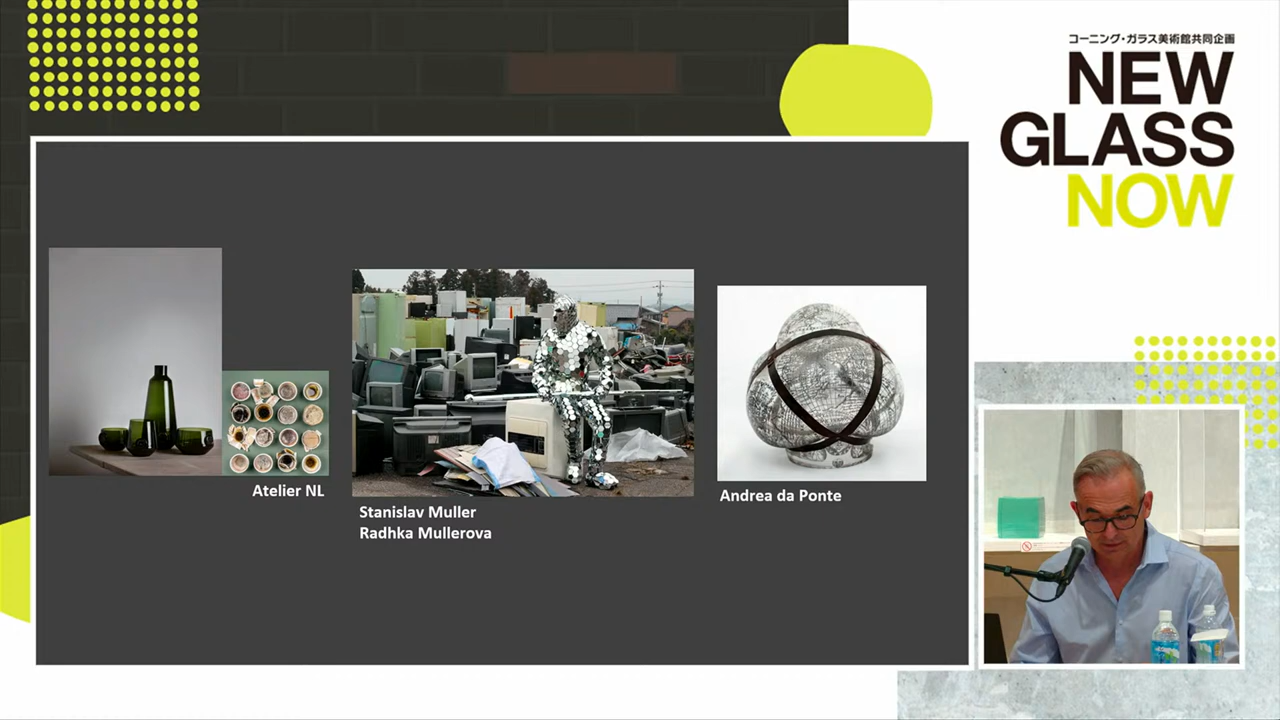 コーニング・ガラス美術館共同企画
NEW
GLASS
NOW
Atelier NL
Stanislav Muller
Radhka Mullerova
Andrea da Ponte